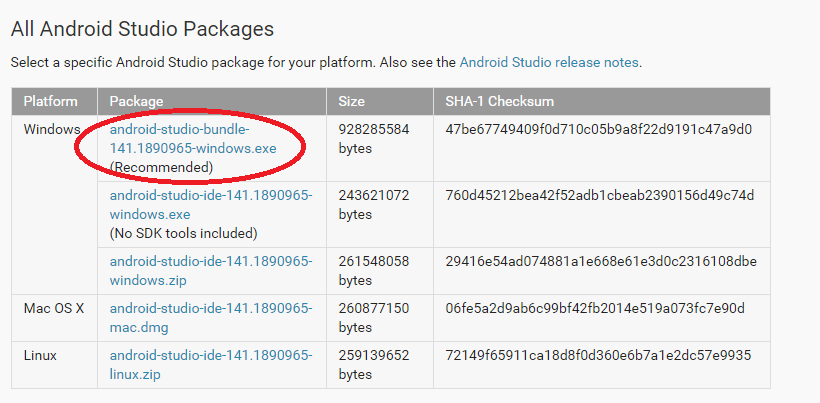 All Android Studio Packages
Select a specific Android Studio package for your platform. Also see the Android Studio release notes.
Platform Package Size SHA-1 Checksum
Windows android-studio-bundle- 928285584 47be67749409f0d710c05b9a8f22d9191c47a9d0
141.1890965-windows.exe bytes
(Recommended)
android-studio-ide-141.1890965- 243621072 760d45212bea42f52adb1cbeab2390156d49c74d
windows.exe bytes
(No SDK tools included)
android-studio-ide-141.1890965- 261548058 29416e54ad074881a1e668e61e3d0c2316108dbe
windows.zip bytes
Mac OS X android-studio-ide-141.1890965- 260877150 06fe5a2d9ab6c99bf42fb2014e519a073fc7e90d
mac.dmg bytes
Linux android-studio-ide-141.1890965- 259139652 72149f65911ca18d8f0d360e6b7a1e2dc57e9935
linux.zip bytes